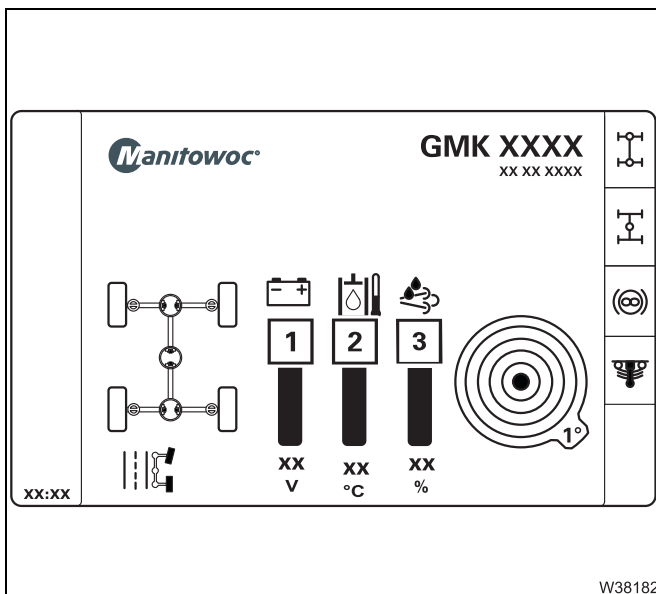 Manitowoc®
GMK XXXX
XX XX XXXX
- +
1 2 3
1°
XX XX XX
V °C %
XX:XX
W38182